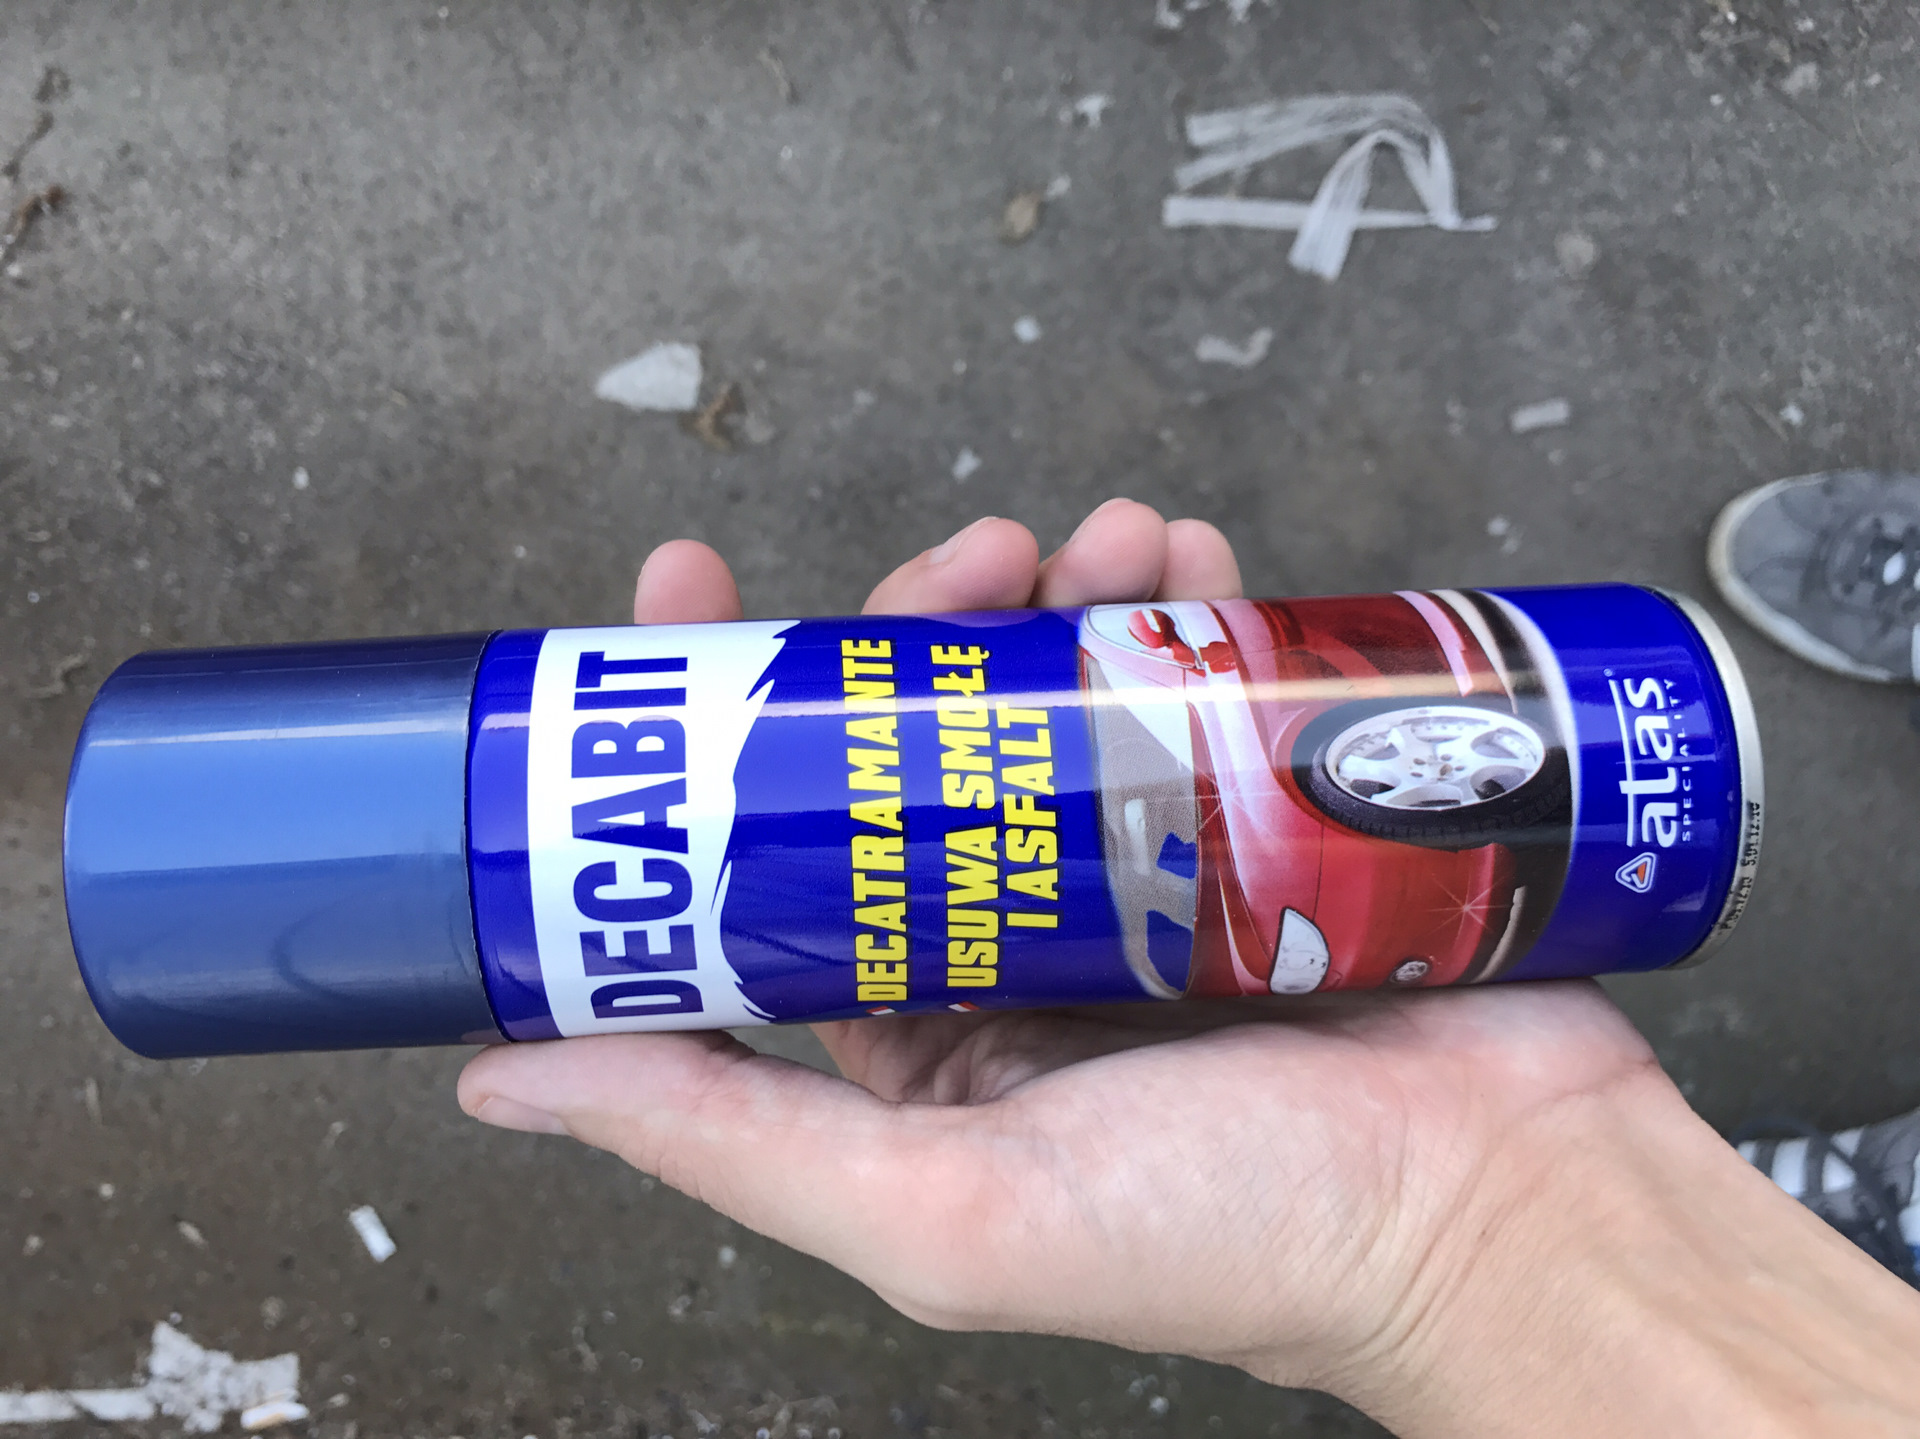 DECABIT
DECATRAMANTE
USUWA SMOŁĘ
I ASFALT
atas®
SPECIALITY